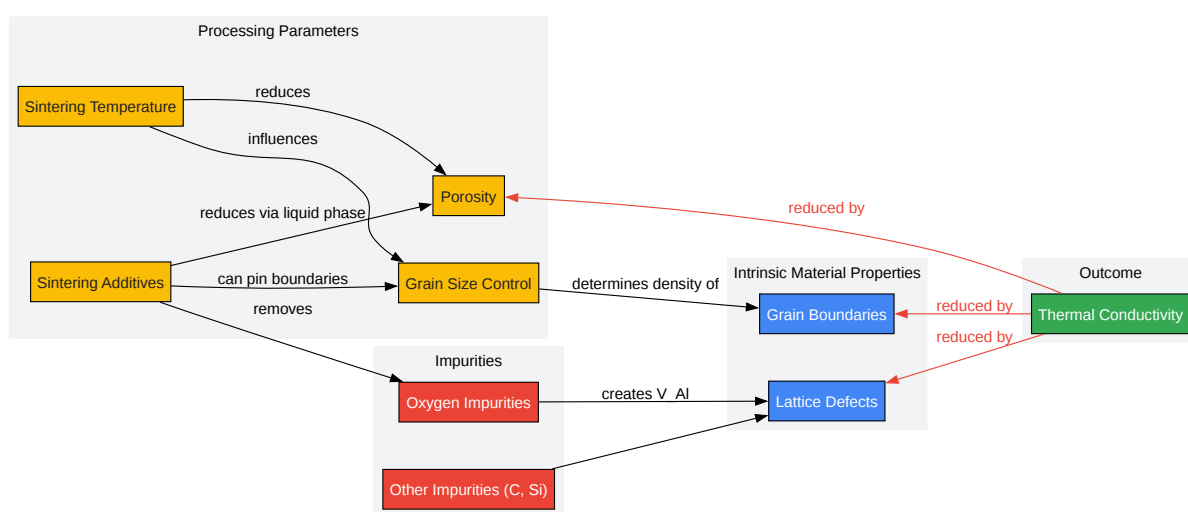 Processing Parameters
Sintering Temperature
reduces
influences
Porosity
reduces via liquid phase
reduced by
Sintering Additives
can pin boundaries
Grain Size Control
removes
determines density of
Intrinsic Material Properties
Grain Boundaries
reduced by
Outcome
Thermal Conductivity
reduced by
Impurities
Oxygen Impurities
creates V_Al
Lattice Defects
Other Impurities (C, Si)